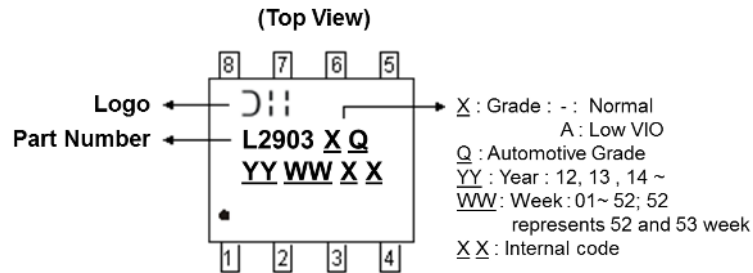 (Top View)
8 7 6 5
Logo
Part Number
L2903 X Q
YY WW X X
1 2 3 4
X : Grade : - : Normal
A : Low VIO
Q : Automotive Grade
YY : Year : 12, 13 , 14 ~
WW : Week : 01~ 52; 52
represents 52 and 53 week
X X : Internal code